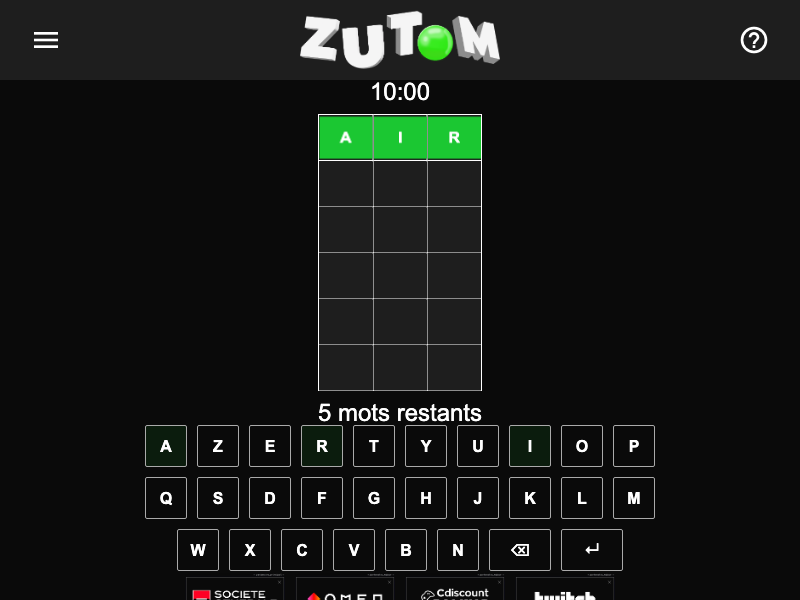 ZUTOM
10:00
A I R
5 mots restants
A Z E R T Y U I O P
Q S D F G H J K L M
W X C V B N
SOCIETE
OMEN
Cdiscount
twitch